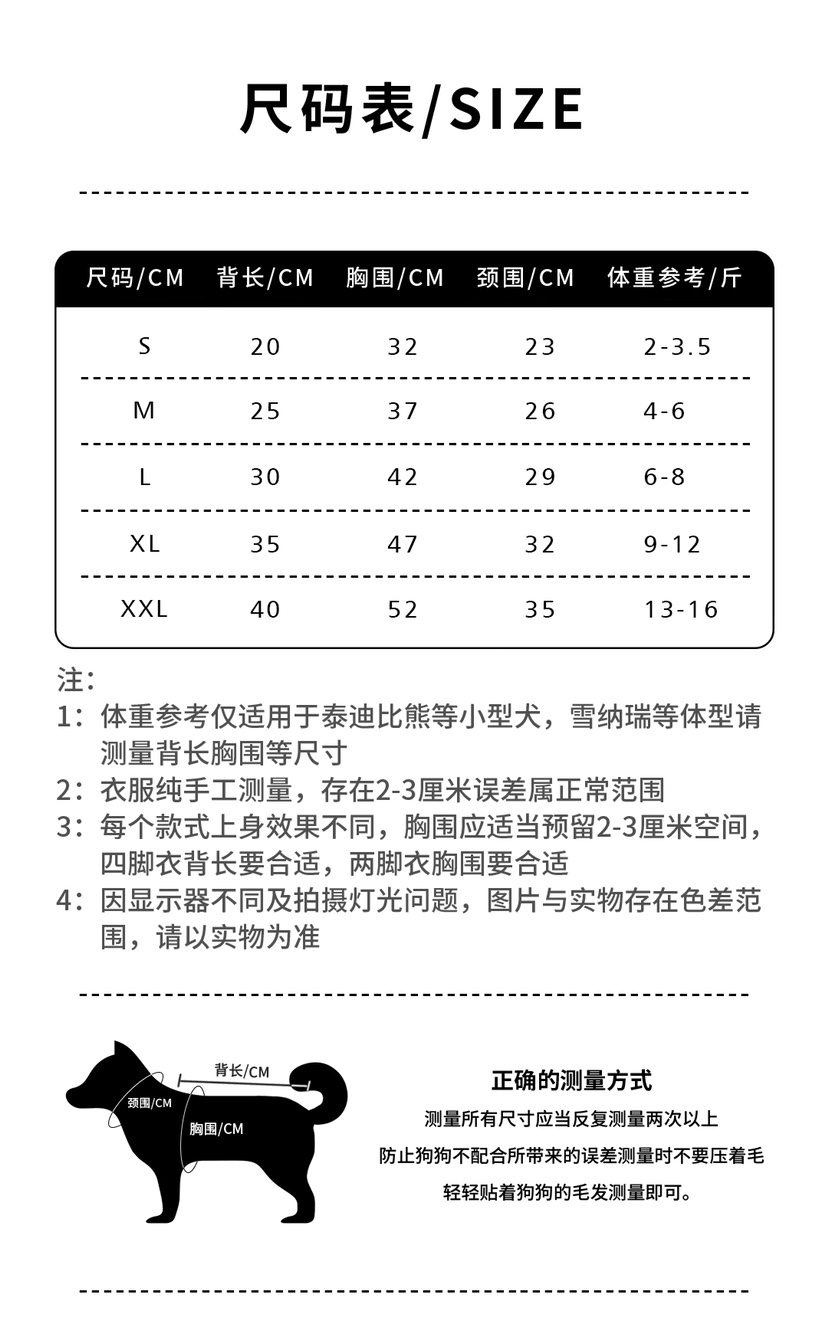 尺码表/SIZE
尺码/CM 背长/CM 胸围/CM 颈围/CM 体重参考/斤
S 20 32 23 2-3.5
M 25 37 26 4-6
L 30 42 29 6-8
XL 35 47 32 9-12
XXL 40 52 35 13-16
注：
1：体重参考仅适用于泰迪比熊等小型犬，雪纳瑞等体型请
测量背长胸围等尺寸
2：衣服纯手工测量，存在2-3厘米误差属正常范围
3：每个款式上身效果不同，胸围应适当预留2-3厘米空间，
四脚衣背长要合适，两脚衣胸围要合适
4：因显示器不同及拍摄灯光问题，图片与实物存在色差范
围，请以实物为准
背长/CM
颈围/CM
胸围/CM
正确的测量方式
测量所有尺寸应当反复测量两次以上
防止狗狗不配合所带来的误差测量时不要压着毛
轻轻贴着狗狗的毛发测量即可。